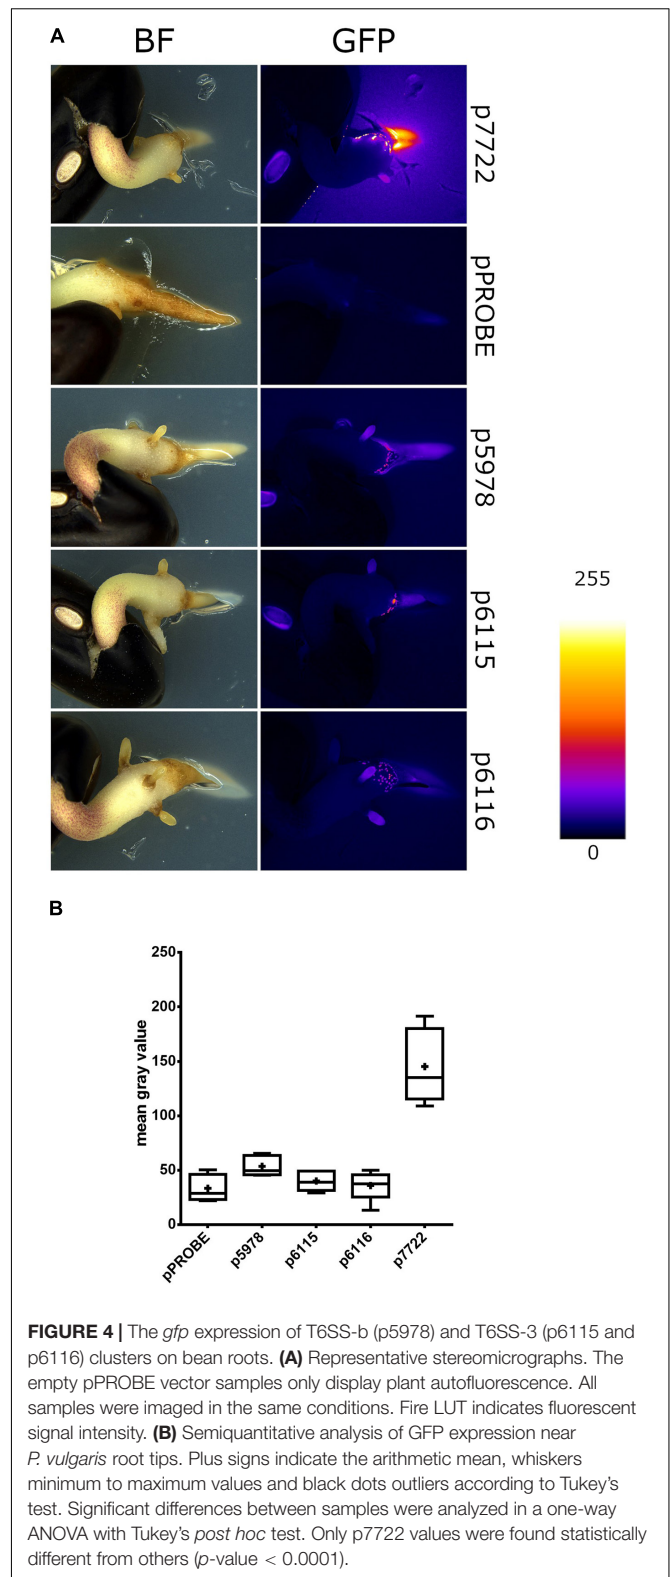 A
BF GFP
p7722
pPROBE
p5978
p6115
p6116
255
0
B
250
200
150
100
50
0
mean gray value
pPROBE
p5978
p6115
p6116
p7722
FIGURE 4 | The gfp expression of T6SS-b (p5978) and T6SS-3 (p6115 and
p6116) clusters on bean roots. (A) Representative stereomicrographs. The
empty pPROBE vector samples only display plant autofluorescence. All
samples were imaged in the same conditions. Fire LUT indicates fluorescent
signal intensity. (B) Semiquantitative analysis of GFP expression near
P. vulgaris root tips. Plus signs indicate the arithmetic mean, whiskers
minimum to maximum values and black dots outliers according to Tukey's
test. Significant differences between samples were analyzed in a one-way
ANOVA with Tukey's post hoc test. Only p7722 values were found statistically
different from others (p-value < 0.0001).